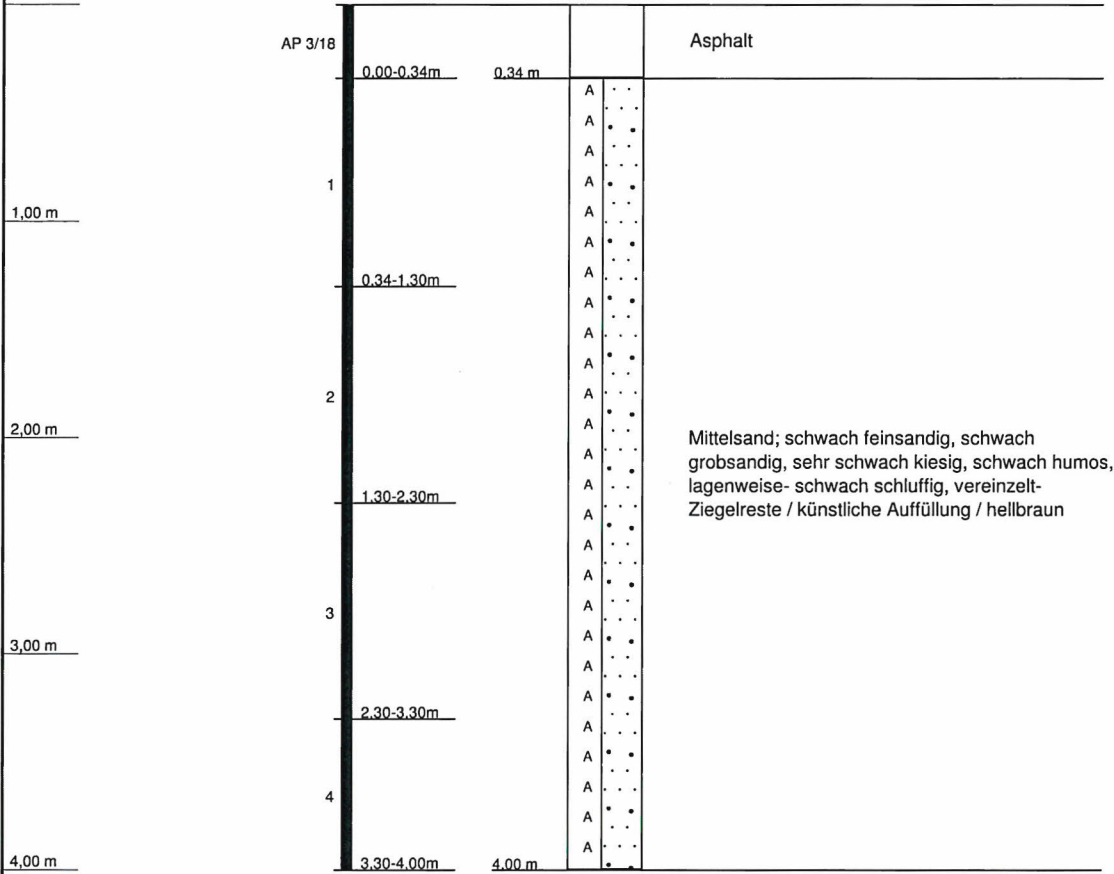 AP 3/18
Asphalt
0.00-0.34m
0.34 m
A
A
A
A
1
A
1,00 m
A
A
0.34-1.30m
A
A
A
2
A
A
2,00 m
Mittelsand; schwach feinsandig, schwach
grobsandig, sehr schwach kiesig, schwach humos,
lagenweise- schwach schluffig, vereinzelt-
Ziegelreste / künstliche Auffüllung / hellbraun
A
A
1.30-2.30m
A
A
A
A
3
A
3,00 m
A
A
2.30-3.30m
A
A
A
4
A
A
4,00 m
3.30-4.00m
4.00 m